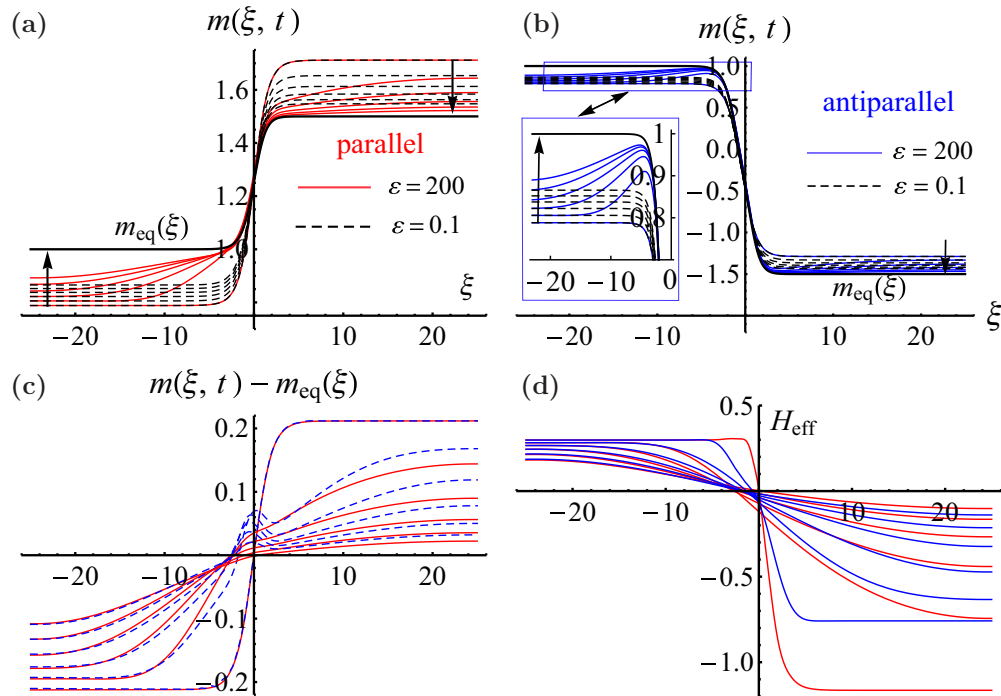 (a)
m(ξ, t)
1.6
1.4
parallel
1.2
ε = 200
m_eq(ξ)
1.0
ε = 0.1
ξ
−20 −10 10 20
(b)
m(ξ, t)
1.0
0.5
antiparallel
0.0
ε = 200
−0.5
ε = 0.1
−1.0
−1.5
m_eq(ξ)
ξ
−20 −10 0 10 20
1
0.9
0.8
−20 −10 0
(c)
m(ξ, t) − m_eq(ξ)
0.2
0.1
−20 −10 10 20
−0.1
−0.2
(d)
0.5
H_eff
−20 −10 10 20
−0.5
−1.0